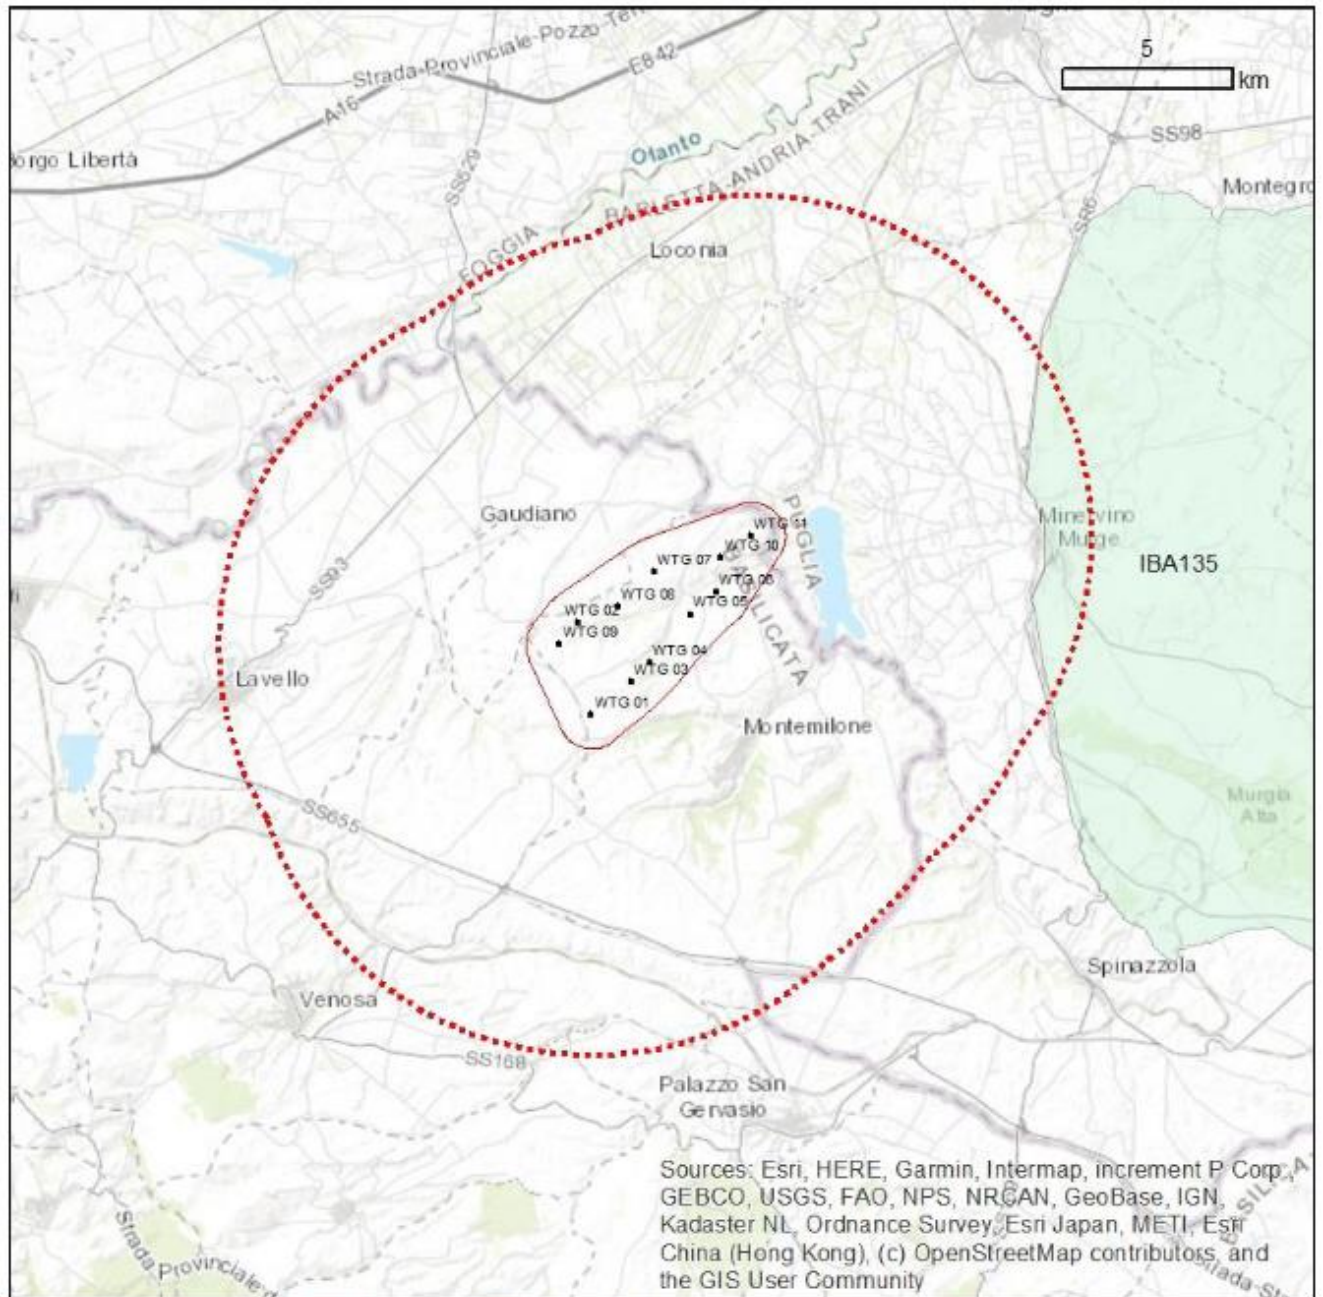 5
km
Strada-Provinciale-Pozzo-Ter
E842
A16
SS98
Borgo Libertà
Ofanto
SS629
BARLETTA-ANDRIA-TRANI
Montegro
SR6
FOGGIA
Loconia
Gaudiano
PUGLIA
Minervino
Murge
WTG 11
WTG 10
WTG 07
IBA135
WTG 06
WTG 08
WTG 05
SS93
WTG 02
BASILICATA
WTG 09
WTG 04
WTG 03
Lavello
WTG 01
Montemilone
Murgia
Alta
SS655
Spinazzola
Venosa
SS168
Palazzo San
Gervasio
Sources: Esri, HERE, Garmin, Intermap, increment P Corp.,
GEBCO, USGS, FAO, NPS, NRCAN, GeoBase, IGN,
Kadaster NL, Ordnance Survey, Esri Japan, METI, Esri
China (Hong Kong), (c) OpenStreetMap contributors, and
the GIS User Community
Strada Provinciale